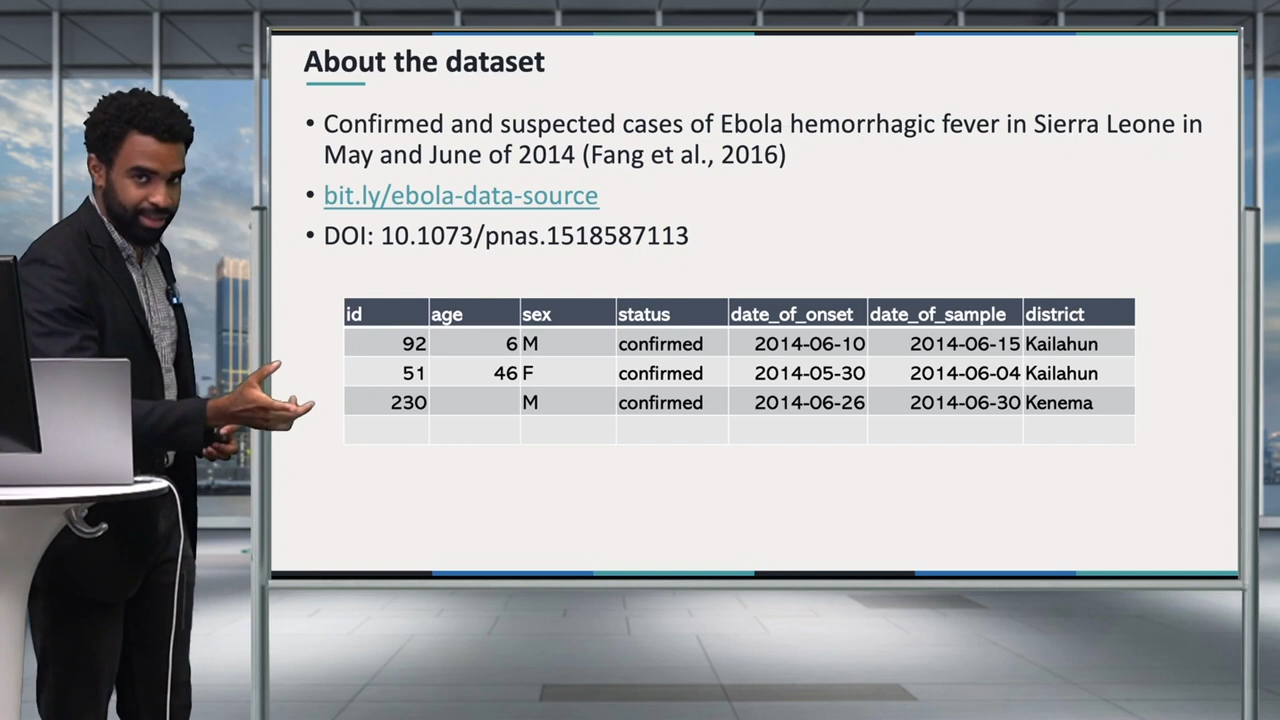 About the dataset
• Confirmed and suspected cases of Ebola hemorrhagic fever in Sierra Leone in
May and June of 2014 (Fang et al., 2016)
• bit.ly/ebola-data-source
• DOI: 10.1073/pnas.1518587113
id age sex status date_of_onset date_of_sample district
92 6 M confirmed 2014-06-10 2014-06-15 Kailahun
51 46 F confirmed 2014-05-30 2014-06-04 Kailahun
230 M confirmed 2014-06-26 2014-06-30 Kenema